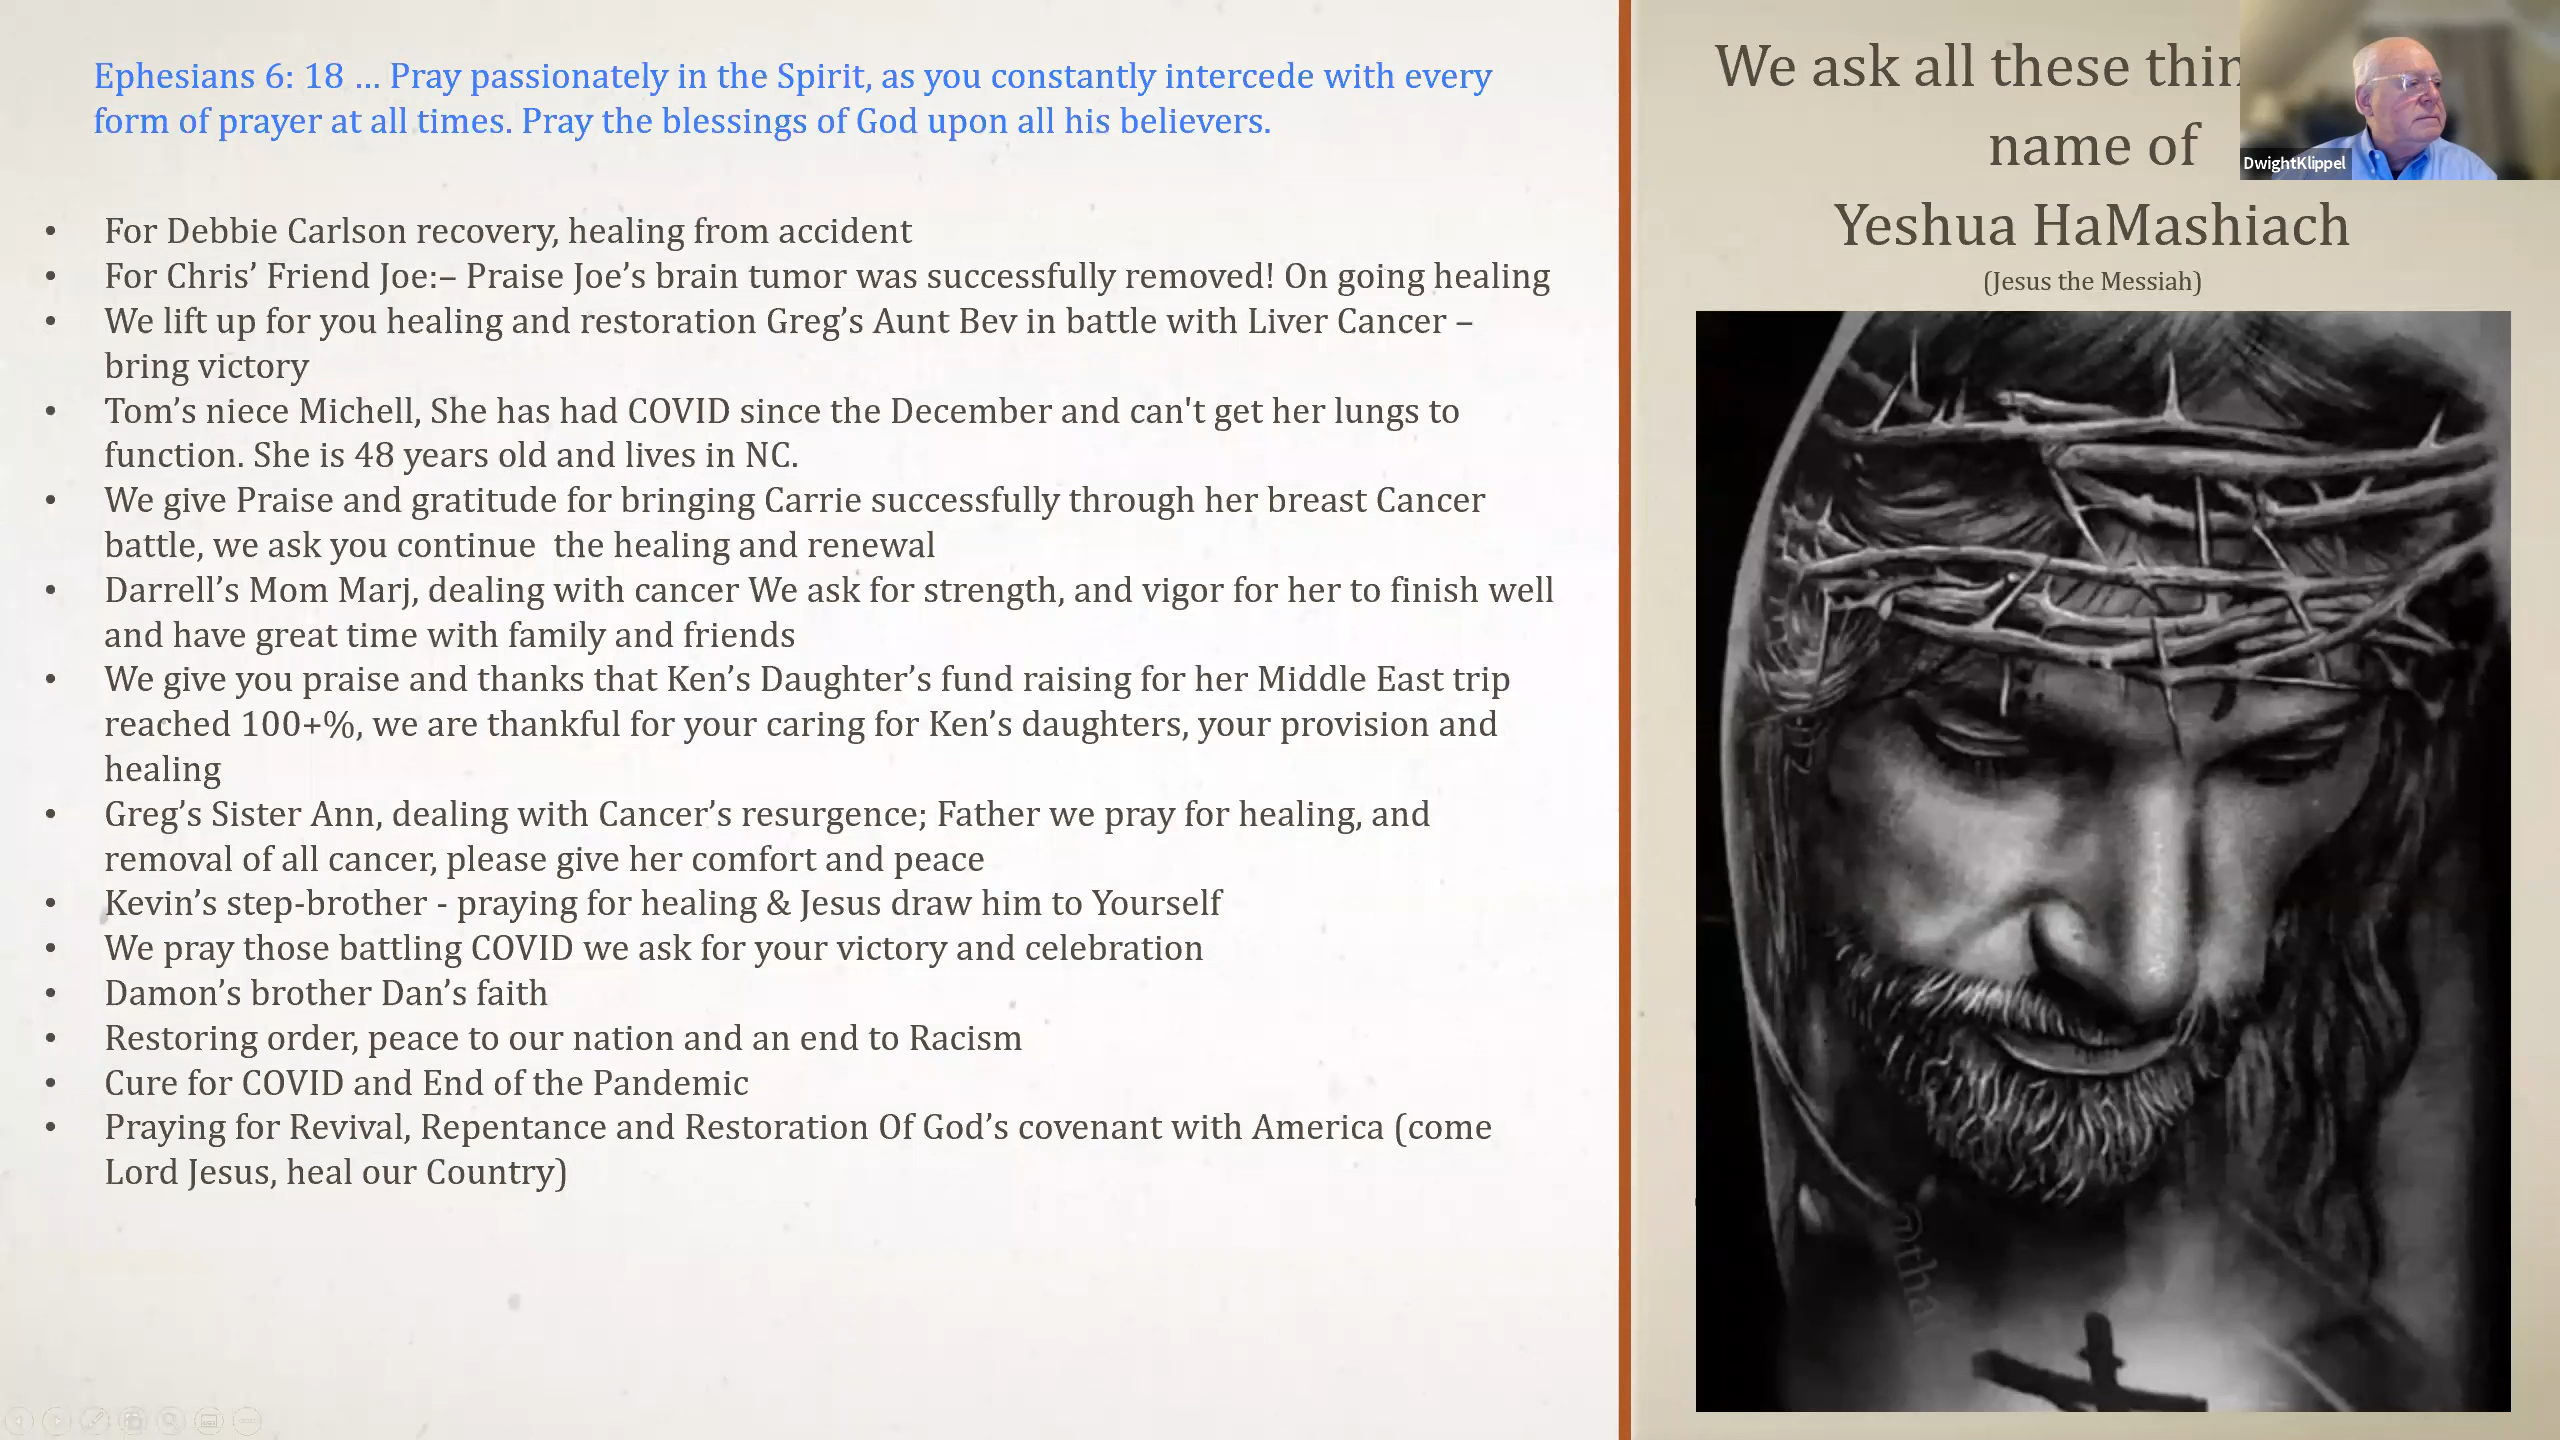 Ephesians 6: 18 ... Pray passionately in the Spirit, as you constantly intercede with every
form of prayer at all times. Pray the blessings of God upon all his believers.
• For Debbie Carlson recovery, healing from accident
• For Chris’ Friend Joe:– Praise Joe’s brain tumor was successfully removed! On going healing
• We lift up for you healing and restoration Greg’s Aunt Bev in battle with Liver Cancer –
bring victory
• Tom’s niece Michell, She has had COVID since the December and can't get her lungs to
function. She is 48 years old and lives in NC.
• We give Praise and gratitude for bringing Carrie successfully through her breast Cancer
battle, we ask you continue  the healing and renewal
• Darrell’s Mom Marj, dealing with cancer We ask for strength, and vigor for her to finish well
and have great time with family and friends
• We give you praise and thanks that Ken’s Daughter’s fund raising for her Middle East trip
reached 100+%, we are thankful for your caring for Ken’s daughters, your provision and
healing
• Greg’s Sister Ann, dealing with Cancer’s resurgence; Father we pray for healing, and
removal of all cancer, please give her comfort and peace
• Kevin’s step-brother - praying for healing & Jesus draw him to Yourself
• We pray those battling COVID we ask for your victory and celebration
• Damon’s brother Dan’s faith
• Restoring order, peace to our nation and an end to Racism
• Cure for COVID and End of the Pandemic
• Praying for Revival, Repentance and Restoration Of God’s covenant with America (come
Lord Jesus, heal our Country)
We ask all these
name of
Yeshua HaMashiach
(Jesus the Messiah)
DwightKlippel